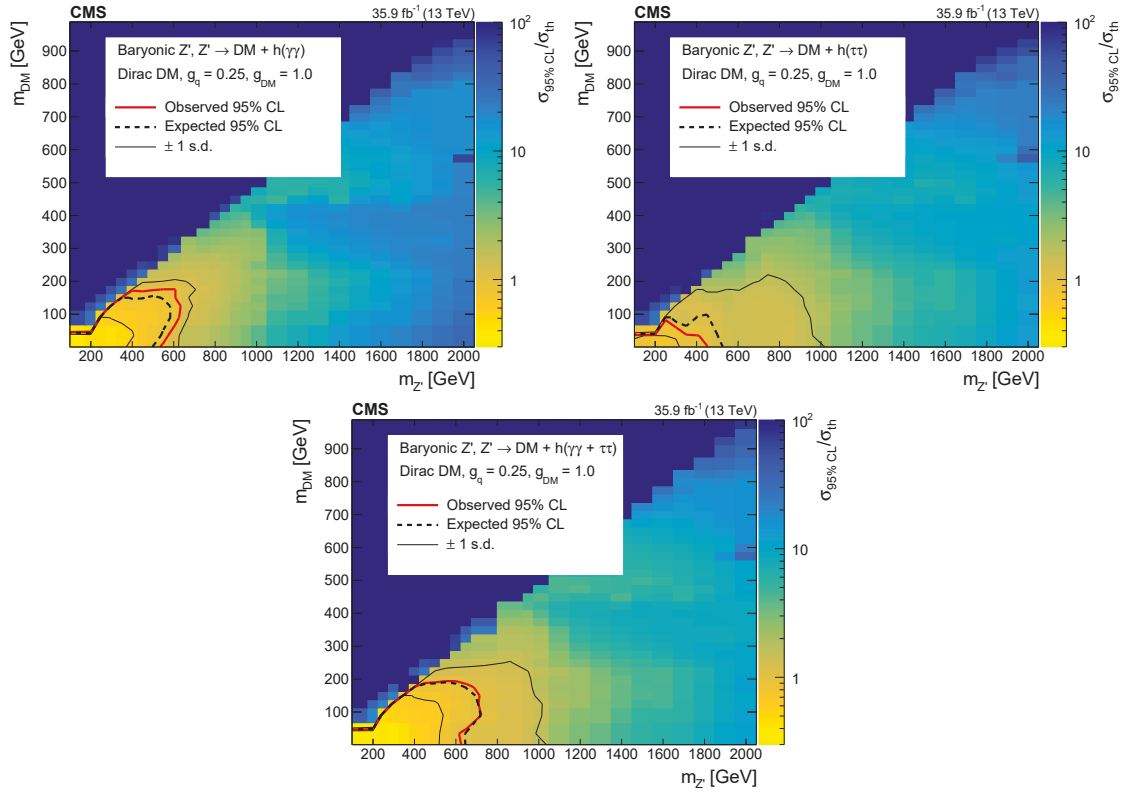 CMS 35.9 fb⁻¹ (13 TeV)
Baryonic Z', Z' → DM + h(γγ)
Dirac DM, g_q = 0.25, g_DM = 1.0
Observed 95% CL
Expected 95% CL
± 1 s.d.
m_DM [GeV]
900
800
700
600
500
400
300
200
100
200 400 600 800 1000 1200 1400 1600 1800 2000
m_Z' [GeV]
10²
10
1
σ_95% CL/σ_th
CMS 35.9 fb⁻¹ (13 TeV)
Baryonic Z', Z' → DM + h(ττ)
Dirac DM, g_q = 0.25, g_DM = 1.0
Observed 95% CL
Expected 95% CL
± 1 s.d.
m_DM [GeV]
900
800
700
600
500
400
300
200
100
200 400 600 800 1000 1200 1400 1600 1800 2000
m_Z' [GeV]
10²
10
1
σ_95% CL/σ_th
CMS 35.9 fb⁻¹ (13 TeV)
Baryonic Z', Z' → DM + h(γγ + ττ)
Dirac DM, g_q = 0.25, g_DM = 1.0
Observed 95% CL
Expected 95% CL
± 1 s.d.
m_DM [GeV]
900
800
700
600
500
400
300
200
100
200 400 600 800 1000 1200 1400 1600 1800 2000
m_Z' [GeV]
10²
10
1
σ_95% CL/σ_th